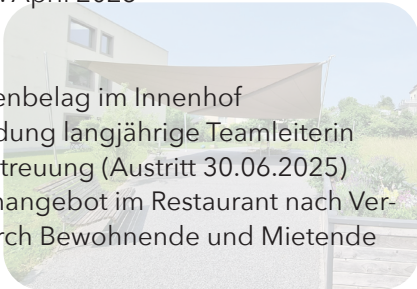 April 2025
enbelag im Innenhof
dung langjährige Teamleiterin
treuung (Austritt 30.06.2025)
nangebot im Restaurant nach Ver-
rch Bewohnende und Mietende